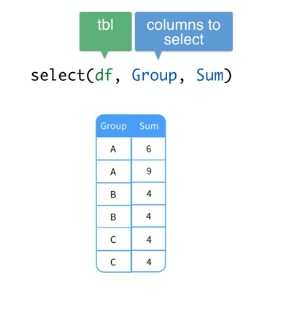 tbl
columns to
select
select(df, Group, Sum)
Group Sum
A 6
A 9
B 4
B 4
C 4
C 4